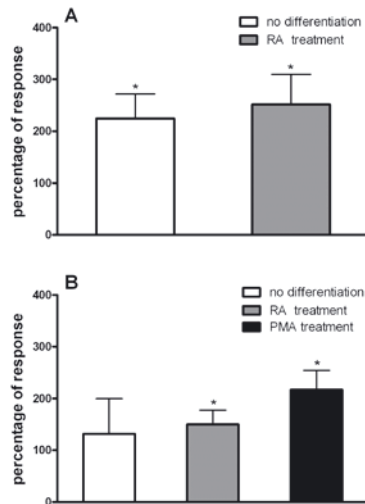 A
no differentiation
RA treatment
percentage of response
400
300
200
100
0
*
*
B
no differentiation
RA treatment
PMA treatment
percentage of response
400
300
200
100
*
*